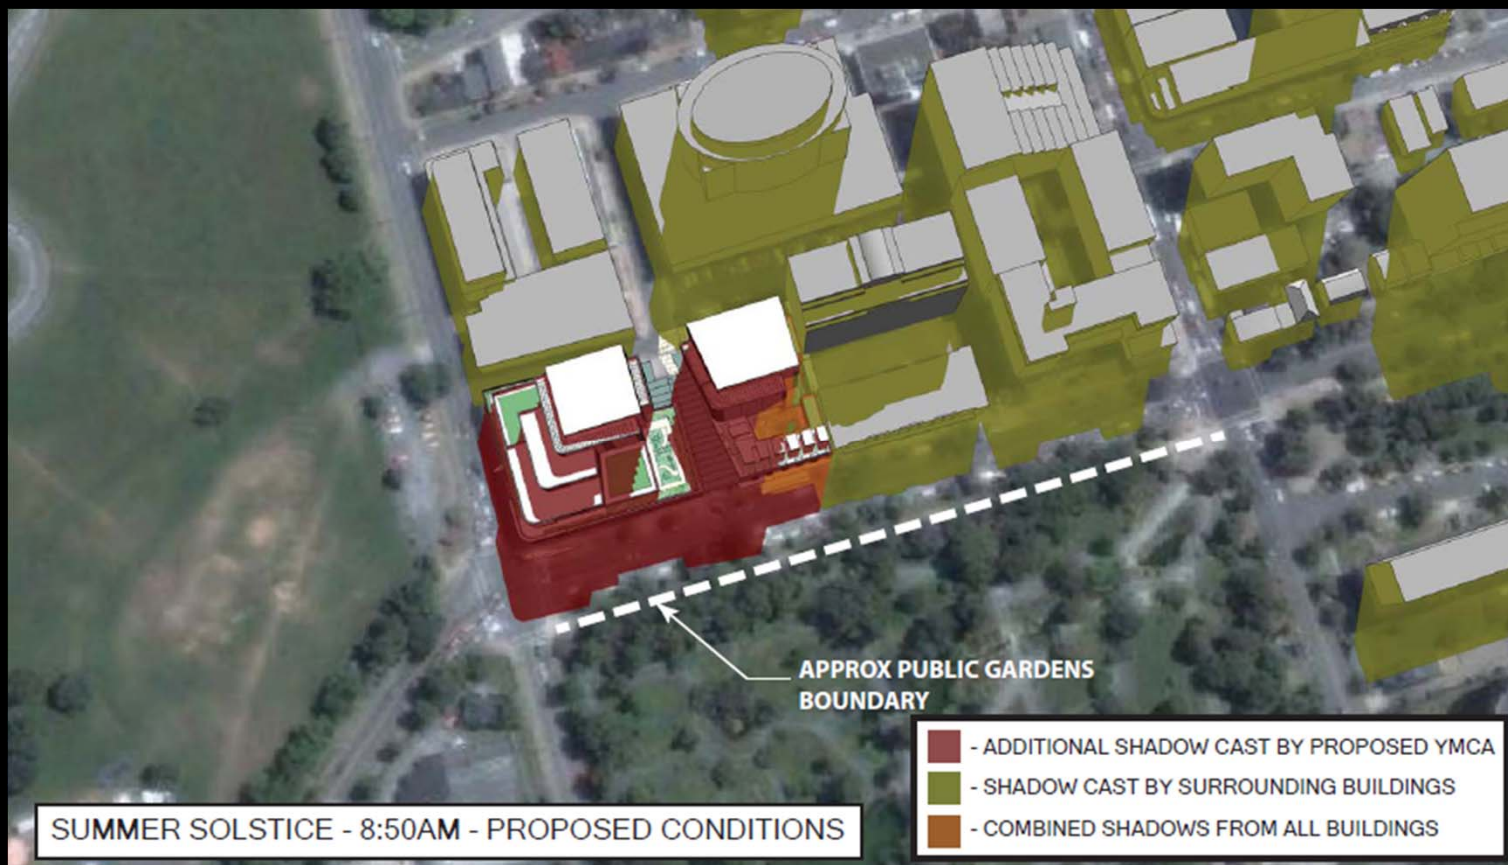 APPROX PUBLIC GARDENS
BOUNDARY
- ADDITIONAL SHADOW CAST BY PROPOSED YMCA
- SHADOW CAST BY SURROUNDING BUILDINGS
- COMBINED SHADOWS FROM ALL BUILDINGS
SUMMER SOLSTICE - 8:50AM - PROPOSED CONDITIONS